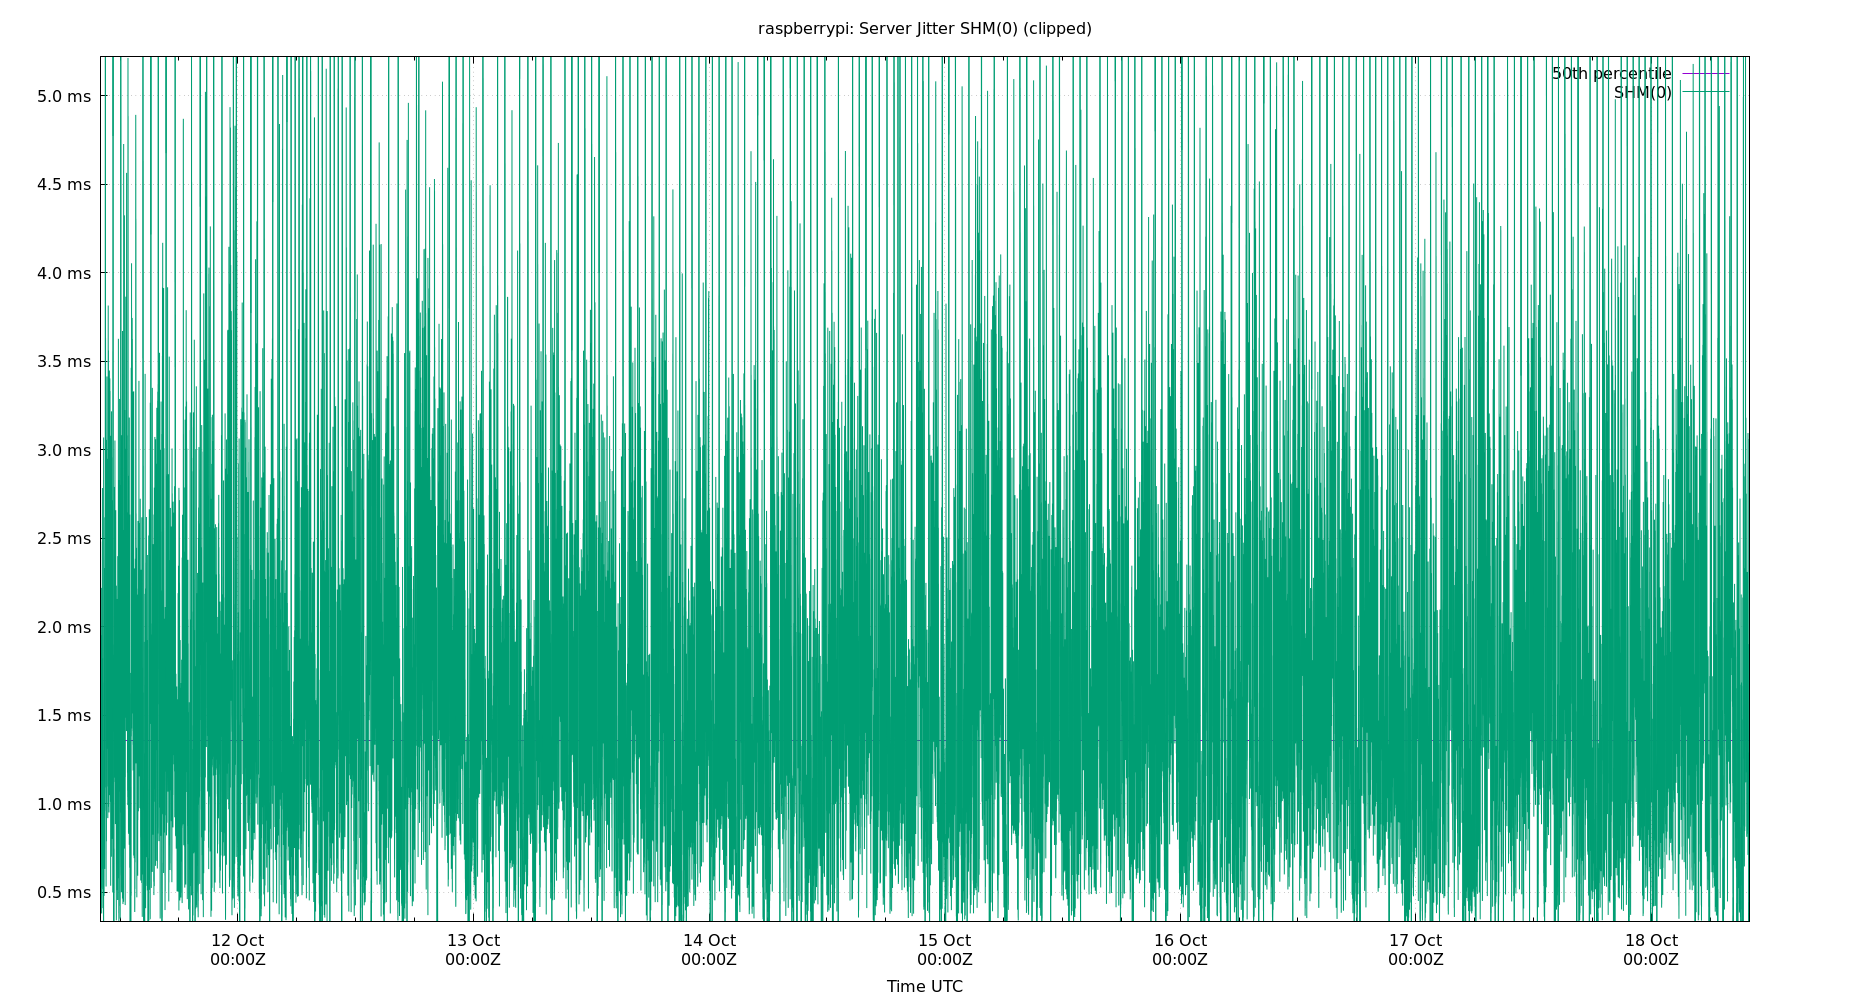 raspberrypi: Server Jitter SHM(0) (clipped)
50th percentile
SHM(0)
5.0 ms
4.5 ms
4.0 ms
3.5 ms
3.0 ms
2.5 ms
2.0 ms
1.5 ms
1.0 ms
0.5 ms
12 Oct 13 Oct 14 Oct 15 Oct 16 Oct 17 Oct 18 Oct
00:00Z 00:00Z 00:00Z 00:00Z 00:00Z 00:00Z 00:00Z
Time UTC